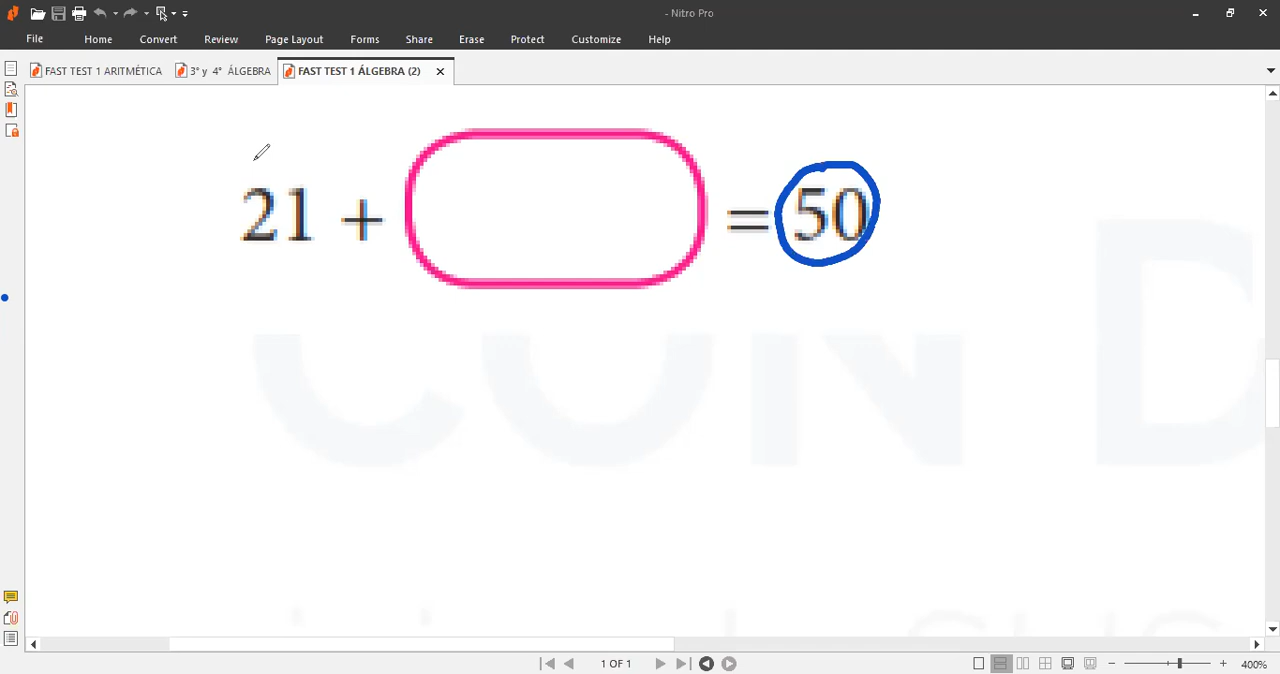 - Nitro Pro
File Home Convert Review Page Layout Forms Share Erase Protect Customize Help
FAST TEST 1 ARITMÉTICA 3° y 4° ÁLGEBRA FAST TEST 1 ÁLGEBRA (2)
21 + = 50
CON D
1 OF 1 400%